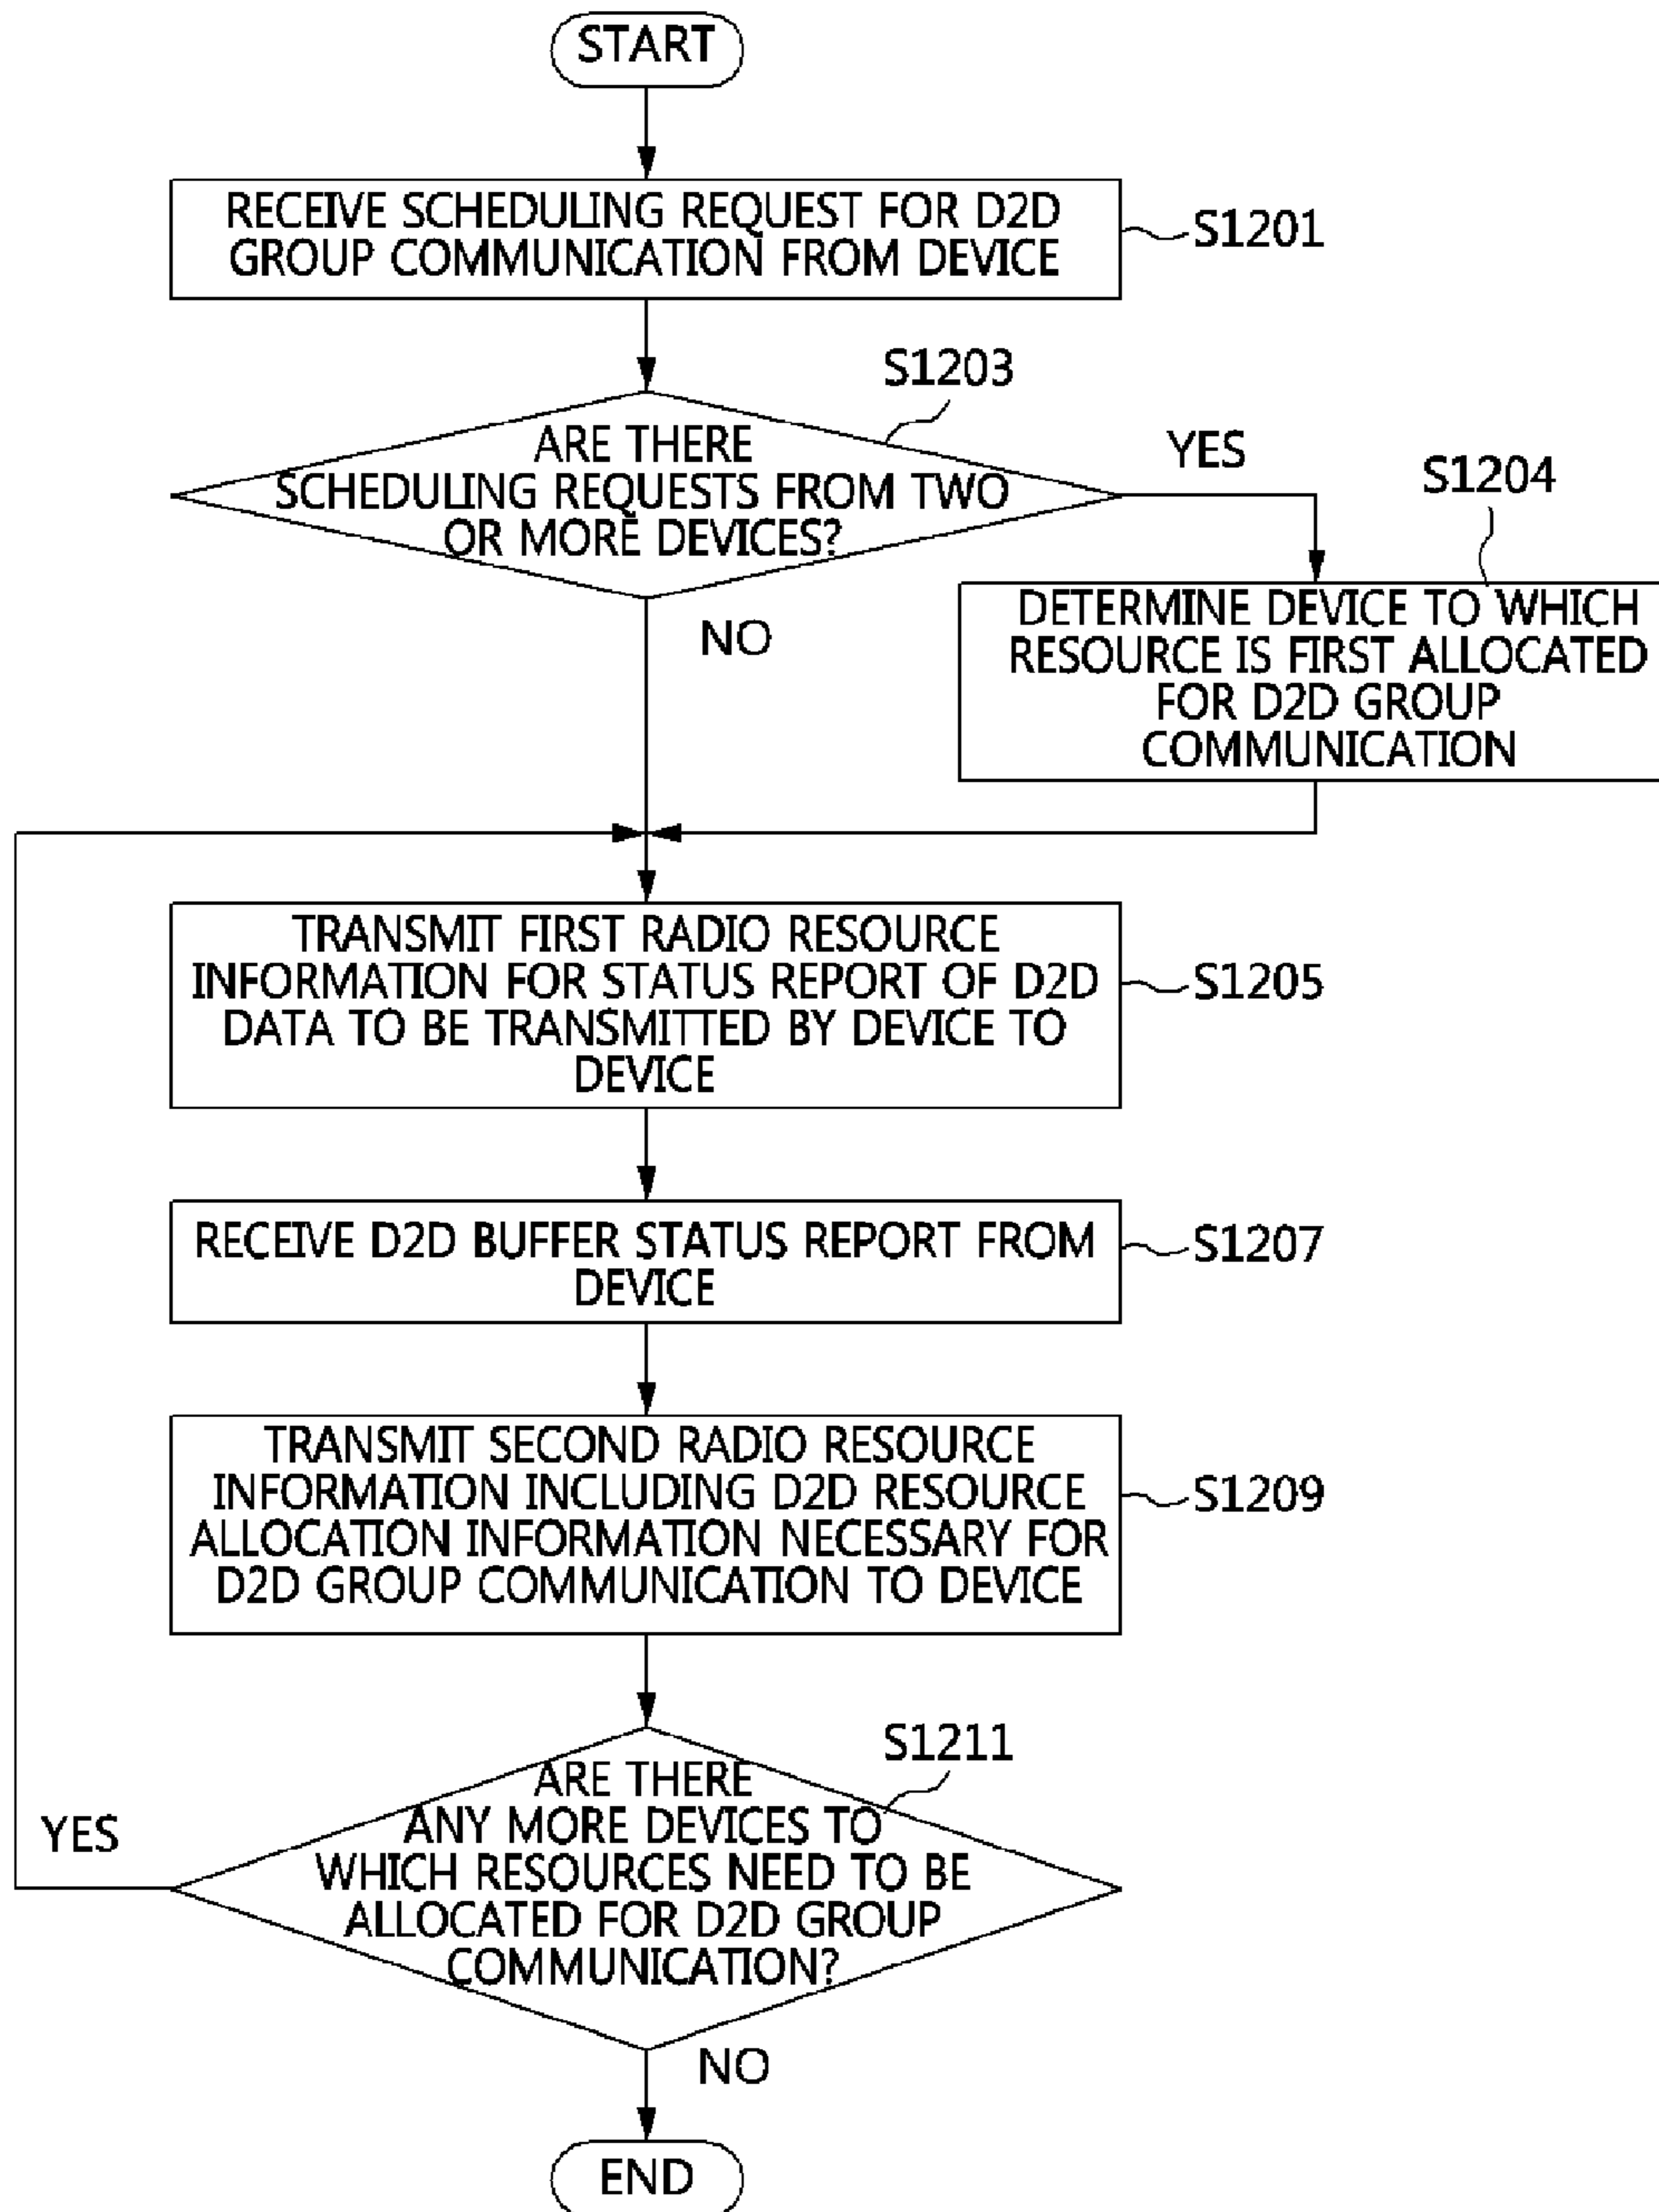 START
RECEIVE SCHEDULING REQUEST FOR D2D
GROUP COMMUNICATION FROM DEVICE
S1201
S1203
ARE THERE
SCHEDULING REQUESTS FROM TWO
OR MORE DEVICES?
YES
NO
S1204
DETERMINE DEVICE TO WHICH
RESOURCE IS FIRST ALLOCATED
FOR D2D GROUP
COMMUNICATION
TRANSMIT FIRST RADIO RESOURCE
INFORMATION FOR STATUS REPORT OF D2D
DATA TO BE TRANSMITTED BY DEVICE TO
DEVICE
S1205
RECEIVE D2D BUFFER STATUS REPORT FROM
DEVICE
S1207
TRANSMIT SECOND RADIO RESOURCE
INFORMATION INCLUDING D2D RESOURCE
ALLOCATION INFORMATION NECESSARY FOR
D2D GROUP COMMUNICATION TO DEVICE
S1209
S1211
ARE THERE
ANY MORE DEVICES TO
WHICH RESOURCES NEED TO BE
ALLOCATED FOR D2D GROUP
COMMUNICATION?
YES
NO
END